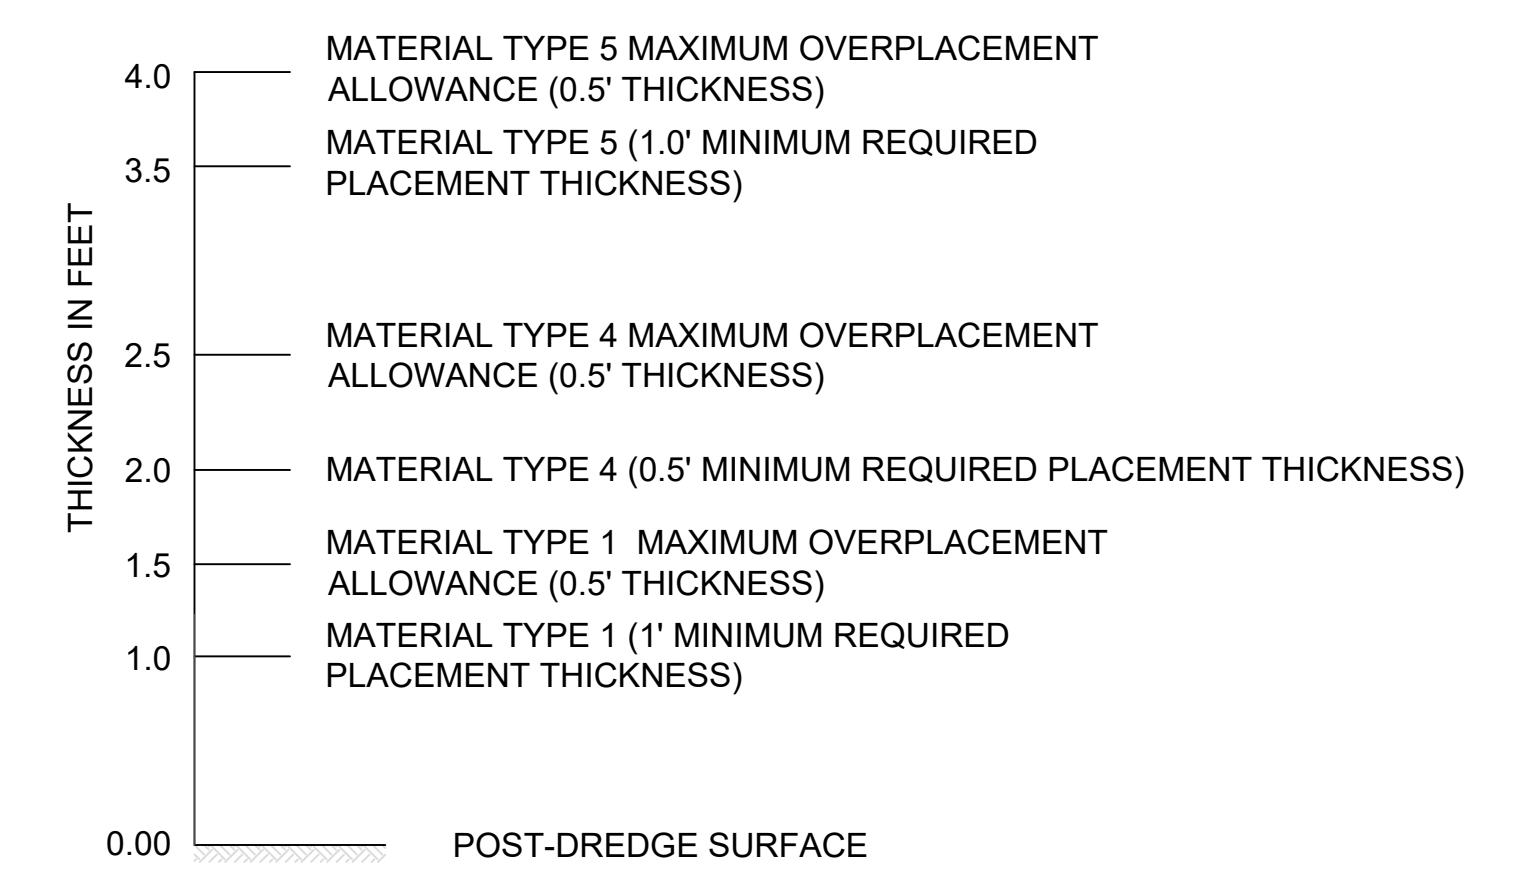 MATERIAL TYPE 5 MAXIMUM OVERPLACEMENT
4.0
ALLOWANCE (0.5' THICKNESS)
MATERIAL TYPE 5 (1.0' MINIMUM REQUIRED
3.5
PLACEMENT THICKNESS)
THICKNESS IN FEET
MATERIAL TYPE 4 MAXIMUM OVERPLACEMENT
2.5
ALLOWANCE (0.5' THICKNESS)
2.0 MATERIAL TYPE 4 (0.5' MINIMUM REQUIRED PLACEMENT THICKNESS)
MATERIAL TYPE 1  MAXIMUM OVERPLACEMENT
1.5
ALLOWANCE (0.5' THICKNESS)
MATERIAL TYPE 1 (1' MINIMUM REQUIRED
1.0
PLACEMENT THICKNESS)
0.00 POST-DREDGE SURFACE